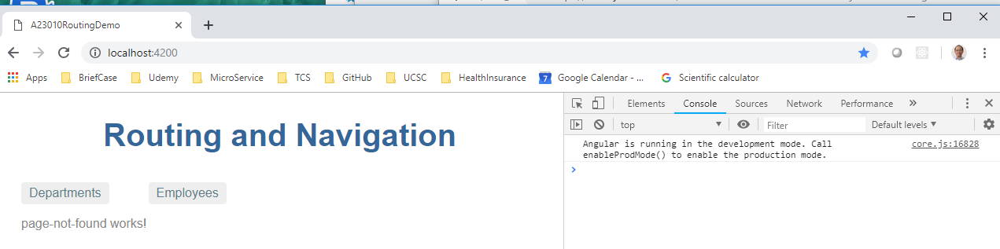 A23010RoutingDemo
localhost:4200
Apps BriefCase Udemy MicroService TCS GitHub UCSC HealthInsurance 7 Google Calendar - ... G Scientific calculator
Elements Console Sources Network Performance »
top Filter Default levels
Routing and Navigation
Departments Employees
page-not-found works!
Angular is running in the development mode. Call core.js:16828
enableProdMode() to enable the production mode.